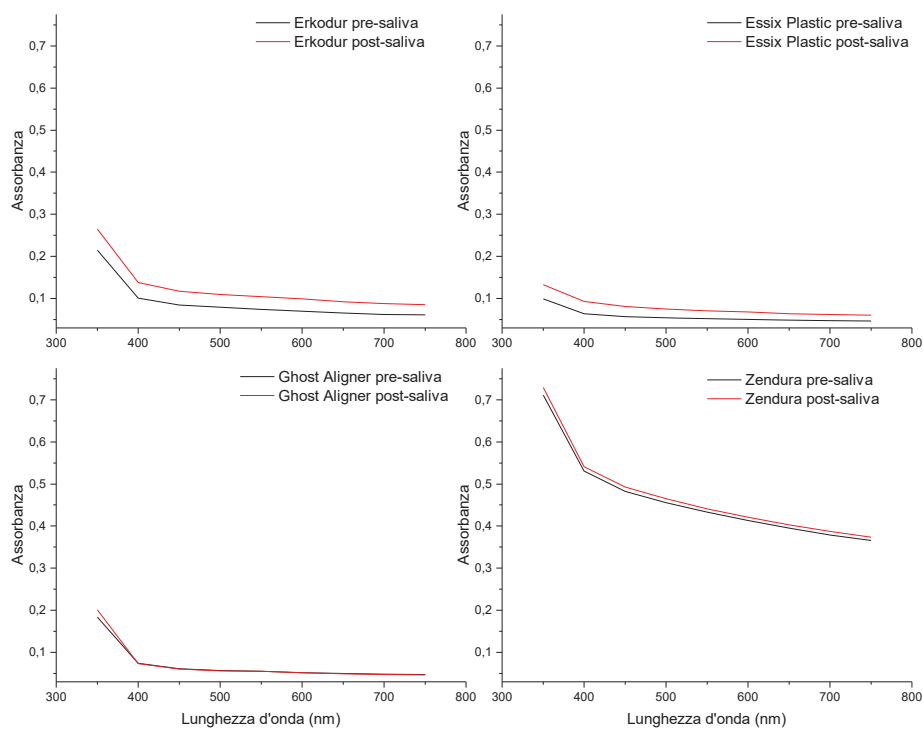 Erkodur pre-saliva
Erkodur post-saliva
0,7
0,6
0,5
0,4
0,3
0,2
0,1
Assorbanza
300 400 500 600 700 800
Essix Plastic pre-saliva
Essix Plastic post-saliva
0,7
0,6
0,5
0,4
0,3
0,2
0,1
Assorbanza
300 400 500 600 700 800
Ghost Aligner pre-saliva
Ghost Aligner post-saliva
0,7
0,6
0,5
0,4
0,3
0,2
0,1
Assorbanza
300 400 500 600 700 800
Lunghezza d'onda (nm)
Zendura pre-saliva
Zendura post-saliva
0,7
0,6
0,5
0,4
0,3
0,2
0,1
Assorbanza
300 400 500 600 700 800
Lunghezza d'onda (nm)